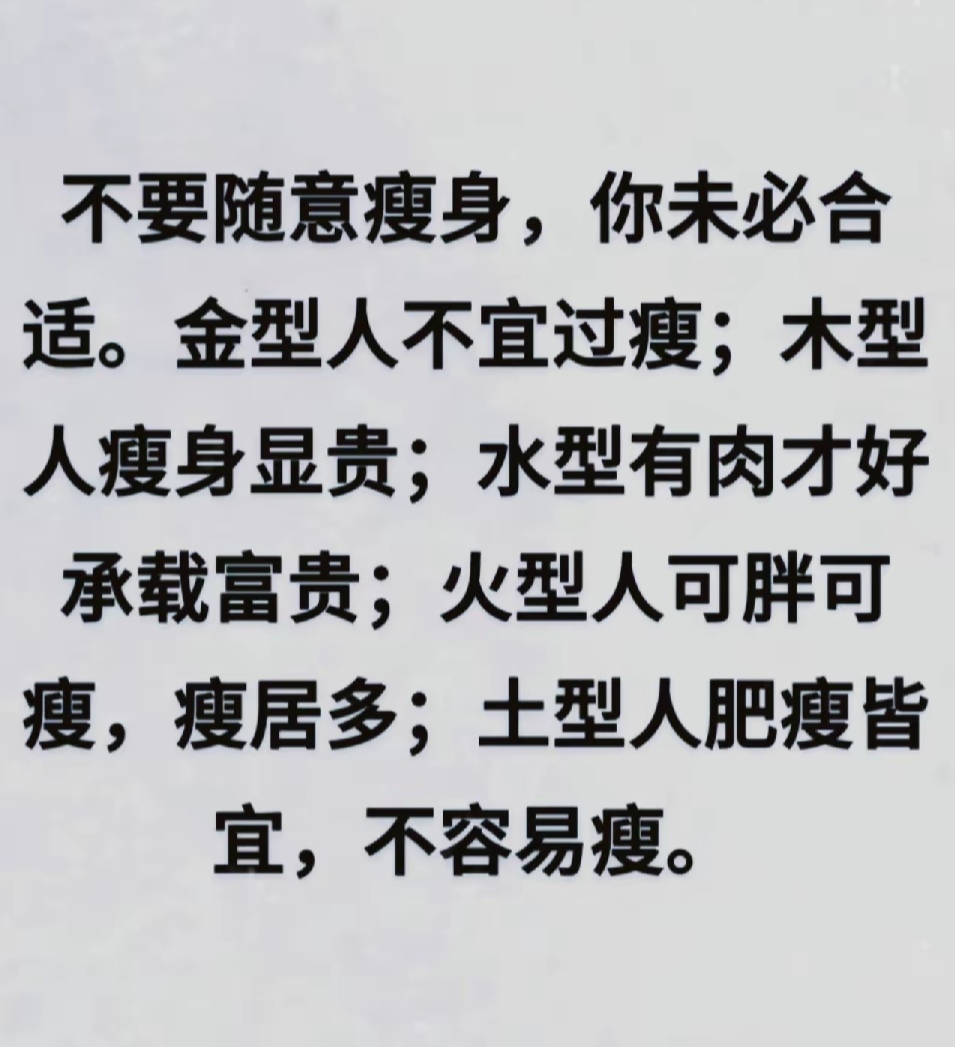 不要随意瘦身，你未必合
适。金型人不宜过瘦；木型
人瘦身显贵；水型有肉才好
承载富贵；火型人可胖可
瘦，瘦居多；土型人肥瘦皆
宜，不容易瘦。